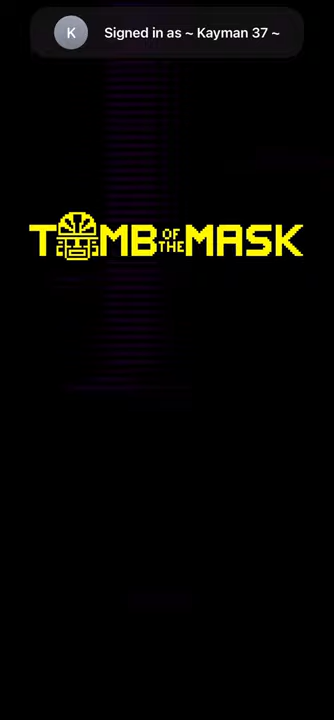 K
Signed in as ~ Kayman 37 ~
TOMB OF THE MASK